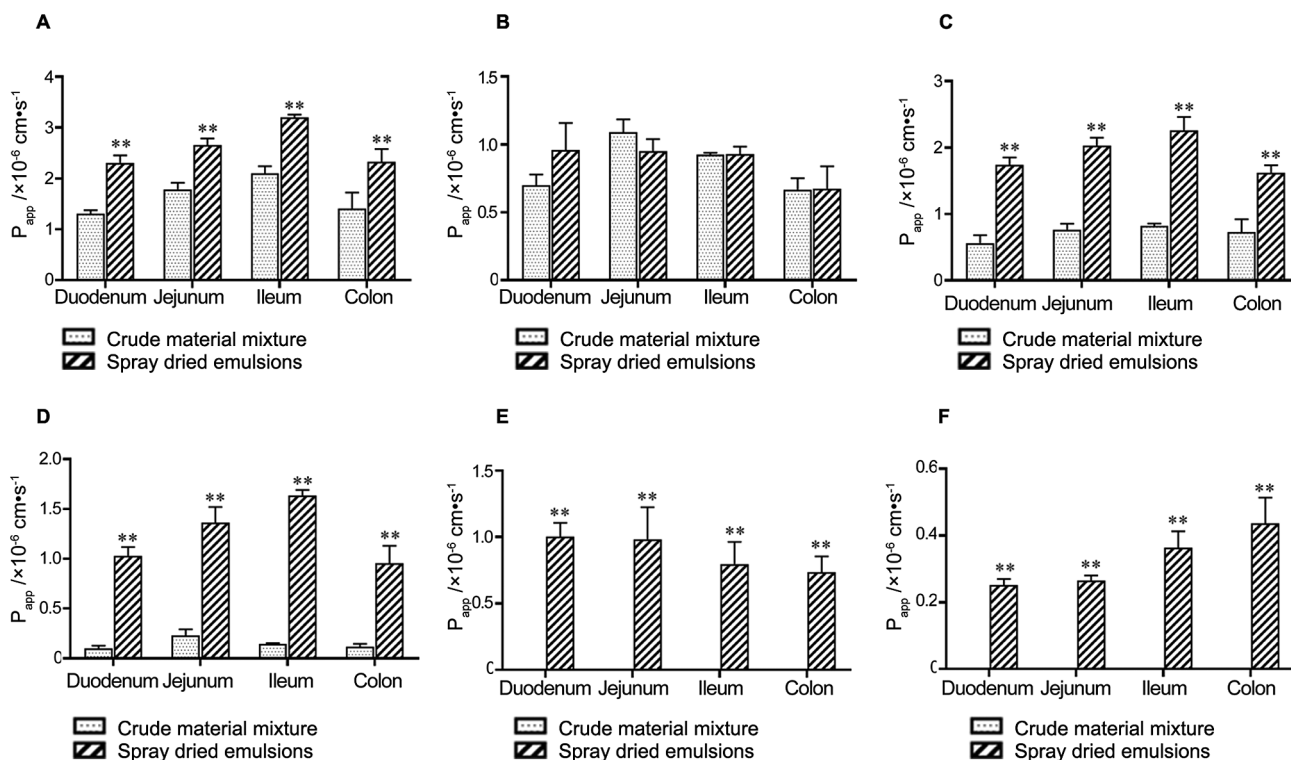 A
P_app /×10⁻⁶ cm•s⁻¹
4
3
2
1
0
** ** ** **
Duodenum Jejunum Ileum Colon
Crude material mixture
Spray dried emulsions
B
P_app /×10⁻⁶ cm•s⁻¹
1.5
1.0
0.5
0
Duodenum Jejunum Ileum Colon
Crude material mixture
Spray dried emulsions
C
P_app /×10⁻⁶ cm•s⁻¹
3
2
1
0
** ** ** **
Duodenum Jejunum Ileum Colon
Crude material mixture
Spray dried emulsions
D
P_app /×10⁻⁶ cm•s⁻¹
2.0
1.5
1.0
0.5
0
** ** ** **
Duodenum Jejunum Ileum Colon
Crude material mixture
Spray dried emulsions
E
P_app /×10⁻⁶ cm•s⁻¹
1.5
1.0
0.5
0
** ** ** **
Duodenum Jejunum Ileum Colon
Crude material mixture
Spray dried emulsions
F
P_app /×10⁻⁶ cm•s⁻¹
0.6
0.4
0.2
0
** ** ** **
Duodenum Jejunum Ileum Colon
Crude material mixture
Spray dried emulsions